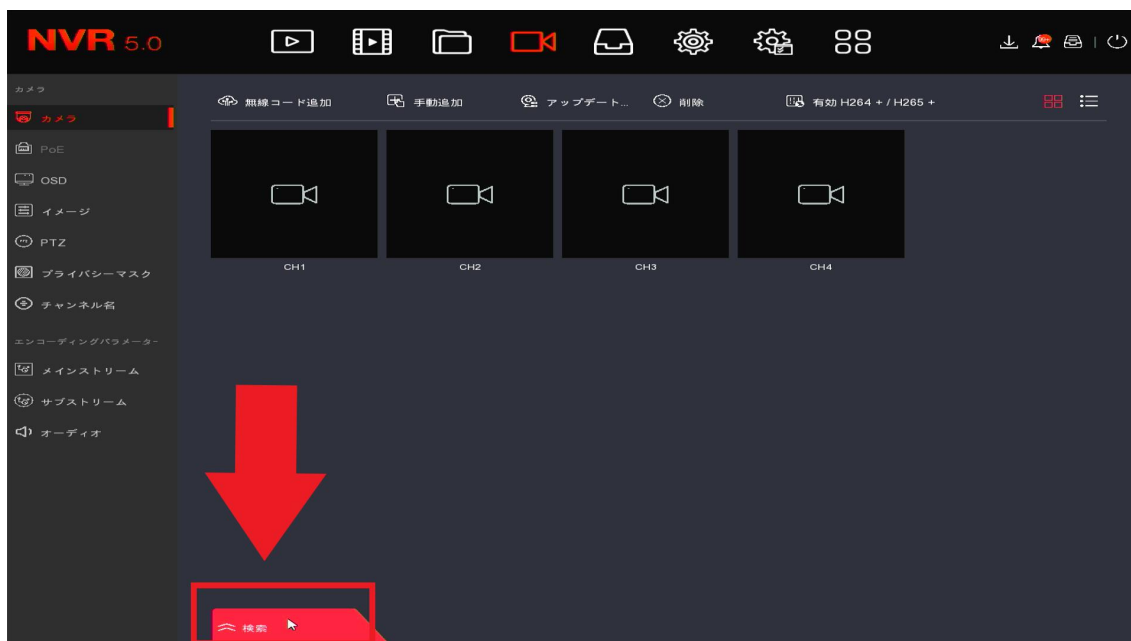 NVR 5.0
カメラ
カメラ
PoE
OSD
イメージ
PTZ
プライバシーマスク
チャンネル名
エンコーディングパラメーター
メインストリーム
サブストリーム
オーディオ
無線コード追加 手動追加 アップデート... 削除 有効 H264 + / H265 +
CH1 CH2 CH3 CH4
検索